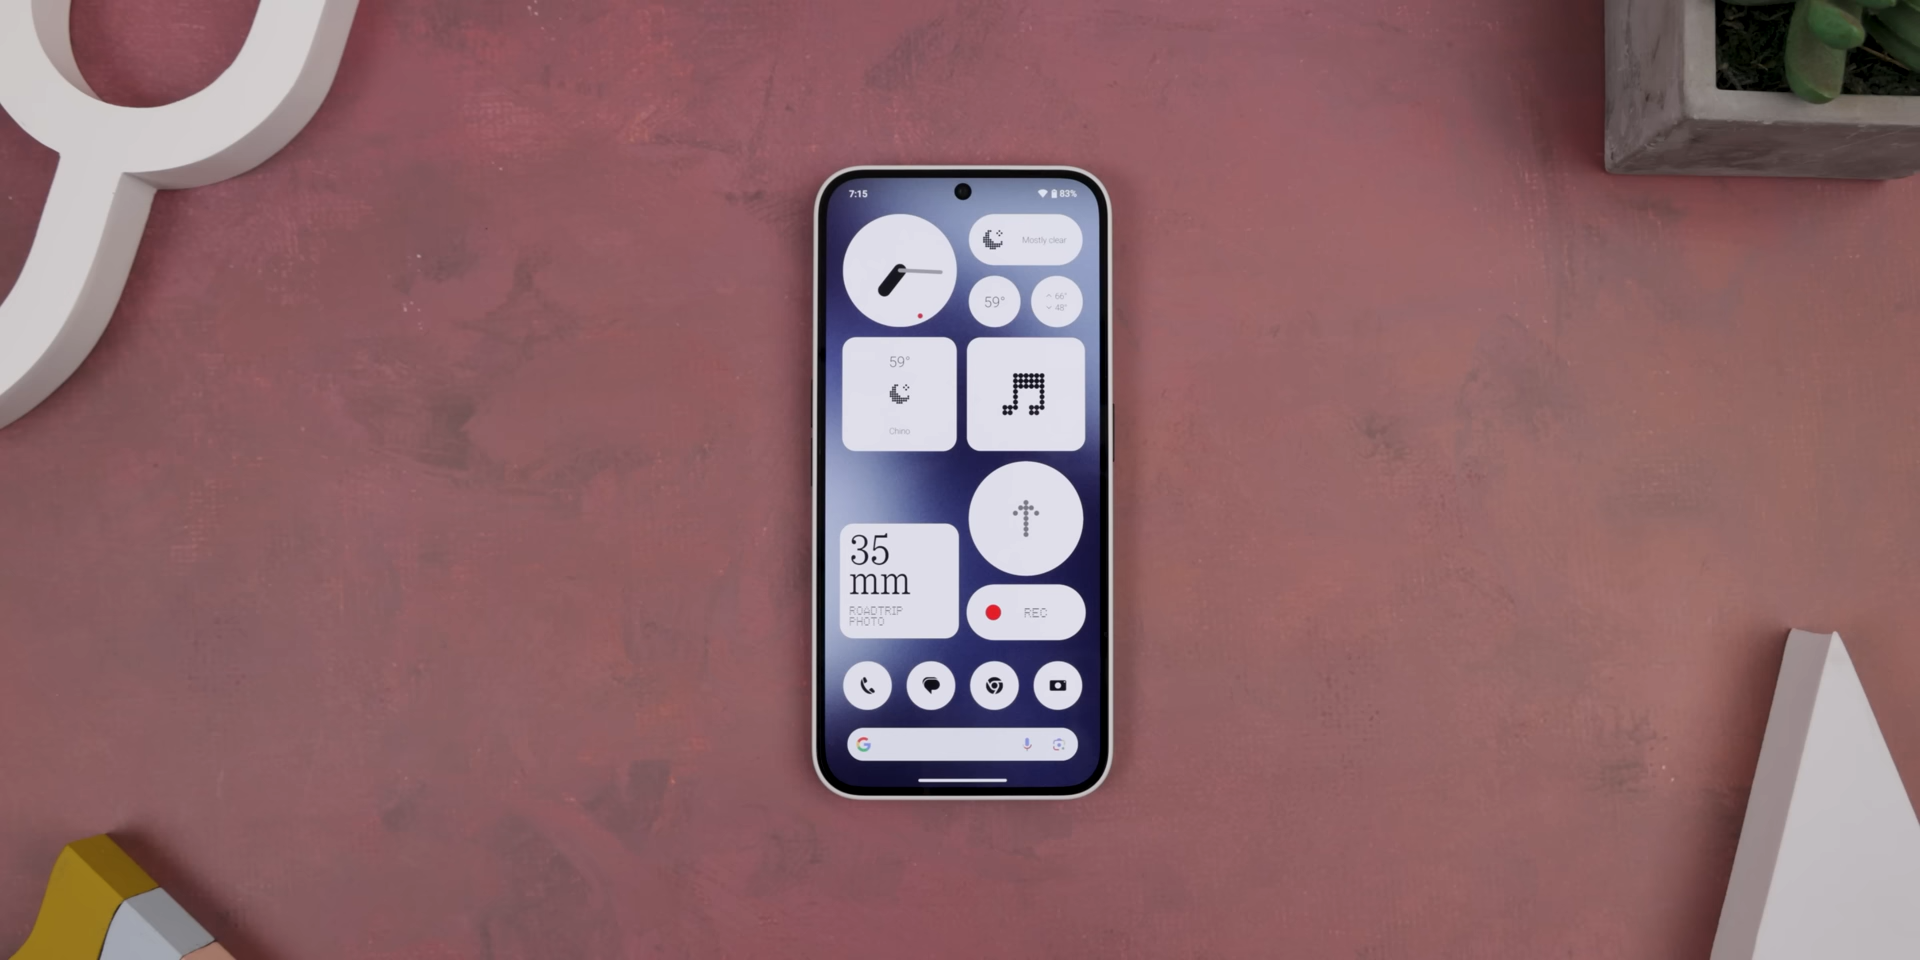 7:15
83%
Mostly clear
59°
66°
48°
59°
Chino
35
mm
ROADTRIP
PHOTO
REC
G